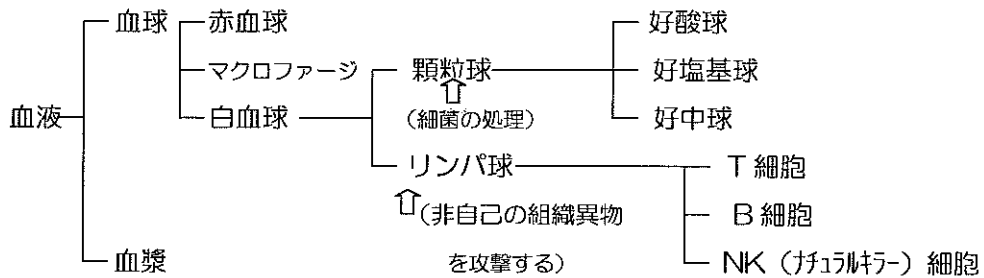 血球 赤血球 好酸球
マクロファージ 顆粒球 好塩基球
血液 白血球 (細菌の処理) 好中球
リンパ球 T細胞
(非自己の組織異物 B細胞
血漿 を攻撃する) NK(ナチュラルキラー)細胞